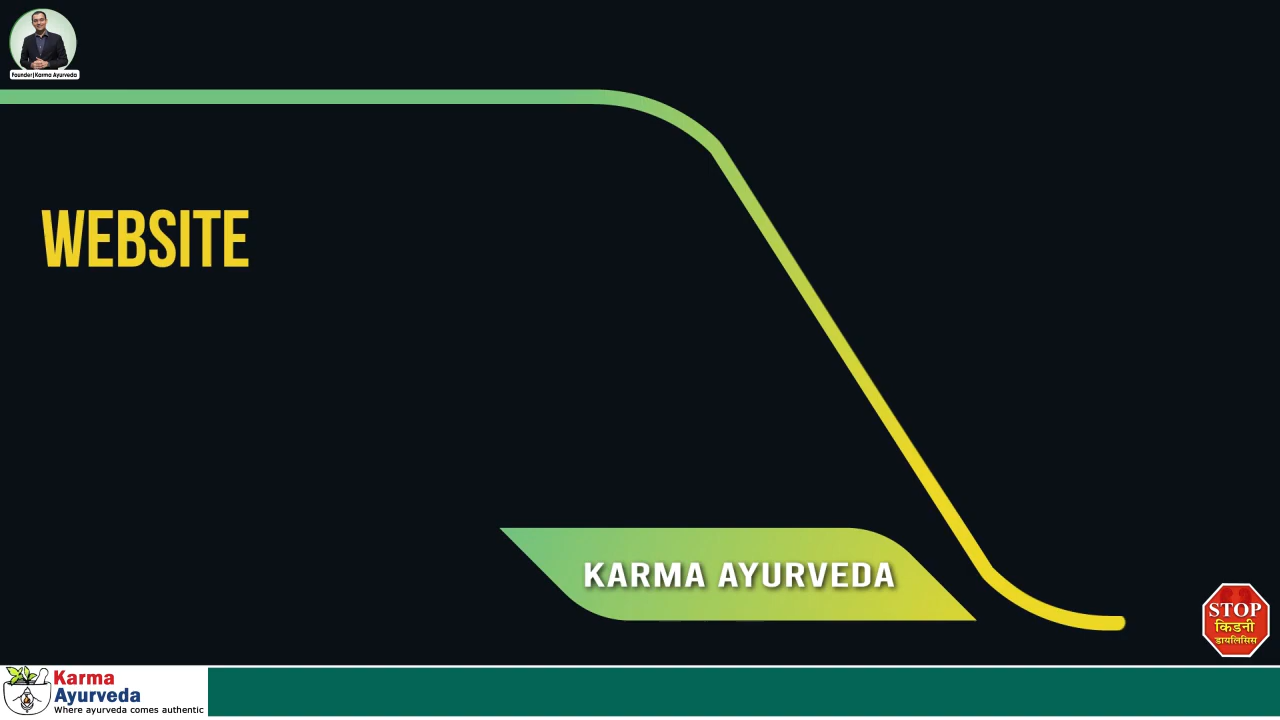 Founder|Karma Ayurveda
WEBSITE
KARMA AYURVEDA
STOP
किडनी
डायलिसिस
Karma
Ayurveda
Where ayurveda comes authentic